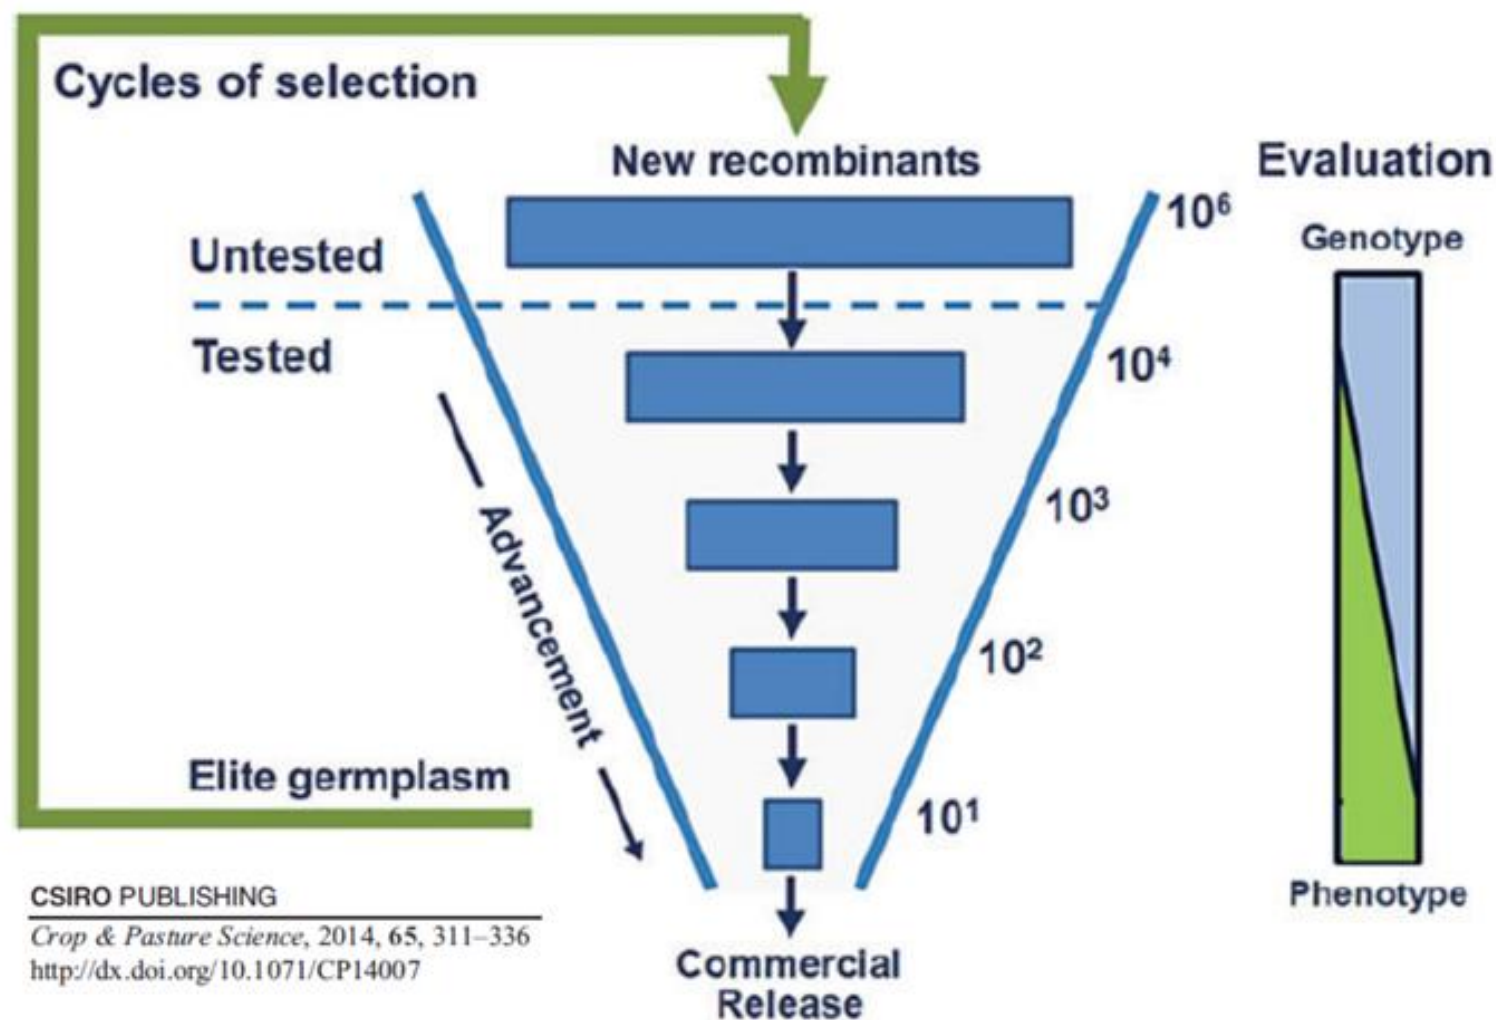 Cycles of selection
New recombinants
Evaluation
Genotype
10⁶
Untested
Tested
10⁴
10³
Advancement
10²
Elite germplasm
10¹
Phenotype
CSIRO PUBLISHING
Crop & Pasture Science, 2014, 65, 311–336
http://dx.doi.org/10.1071/CP14007
Commercial
Release